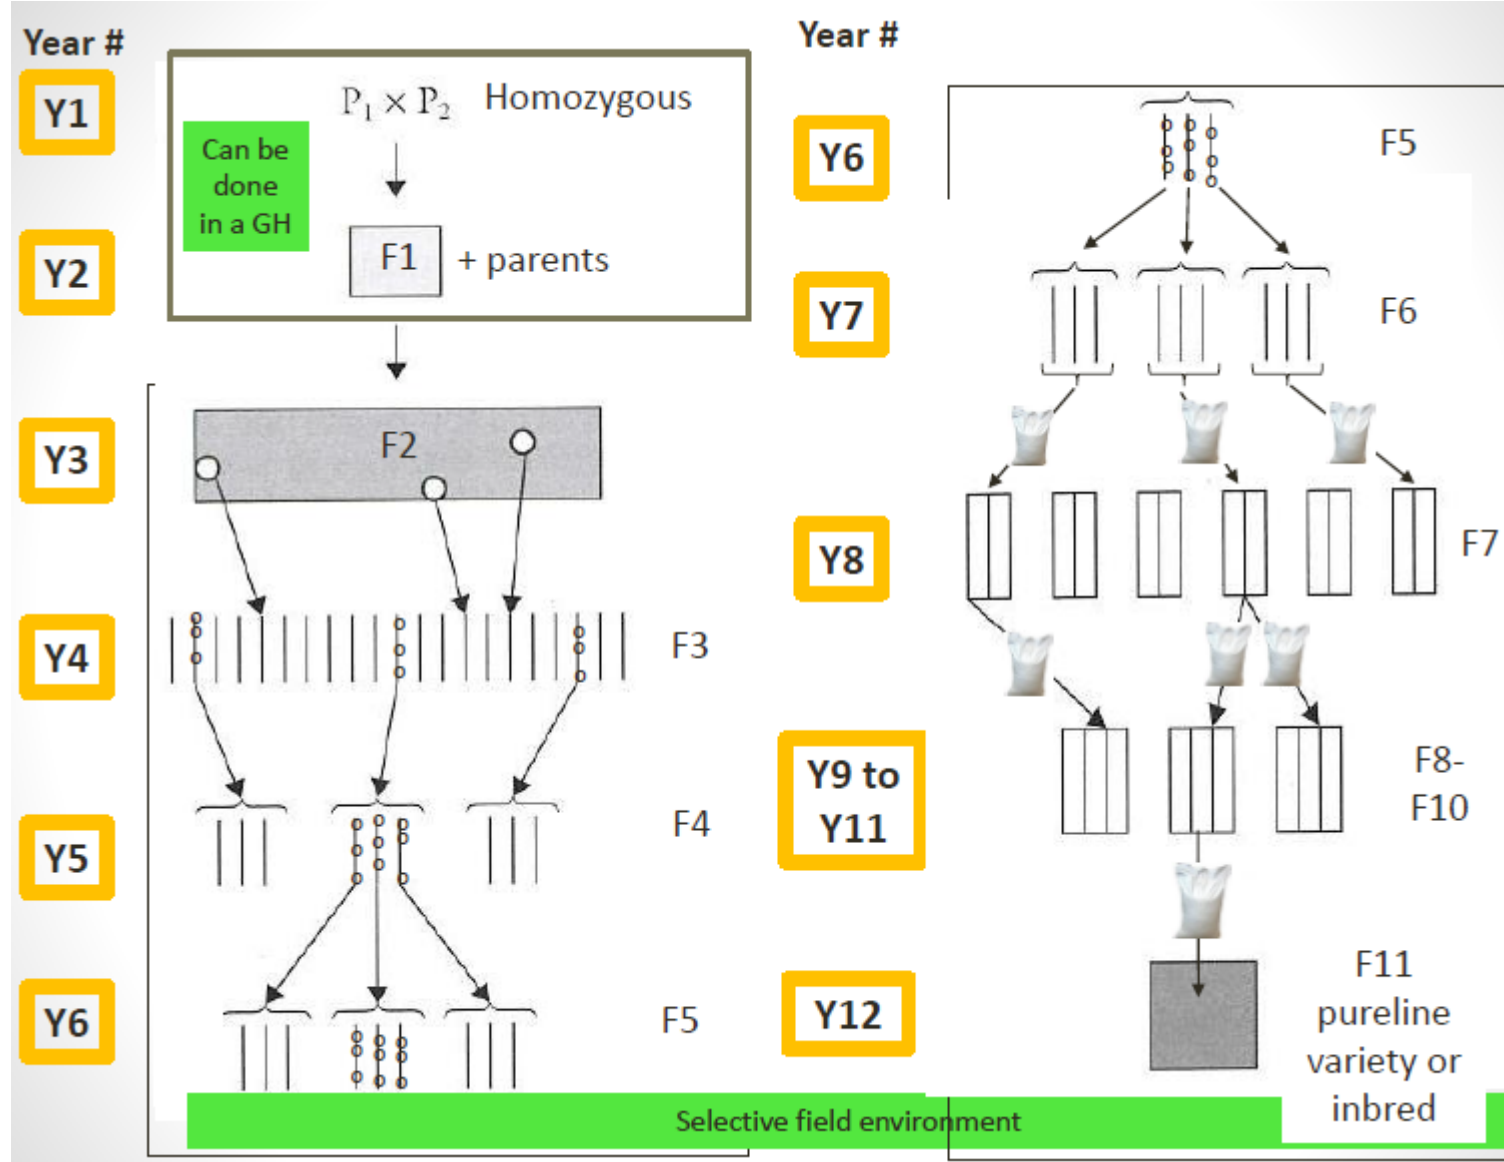 Year #
Y1
P₁ × P₂ Homozygous
Can be
done
in a GH
Y2
F1 + parents
Y3
F2
Y4
F3
Y5
F4
Y6
F5
Year #
Y6
F5
Y7
F6
Y8
F7
Y9 to
Y11
F8-
F10
Y12
F11
pureline
variety or
inbred
Selective field environment